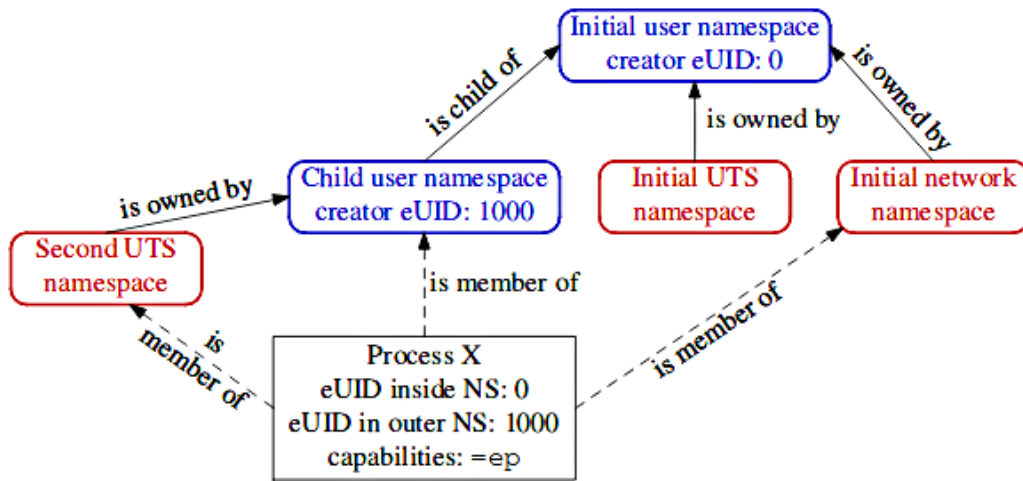 Initial user namespace
creator eUID: 0
is child of
is owned by
is owned by
Child user namespace
creator eUID: 1000
Initial UTS
namespace
Initial network
namespace
is owned by
Second UTS
namespace
is member of
is
member of
is member of
Process X
eUID inside NS: 0
eUID in outer NS: 1000
capabilities: =ep